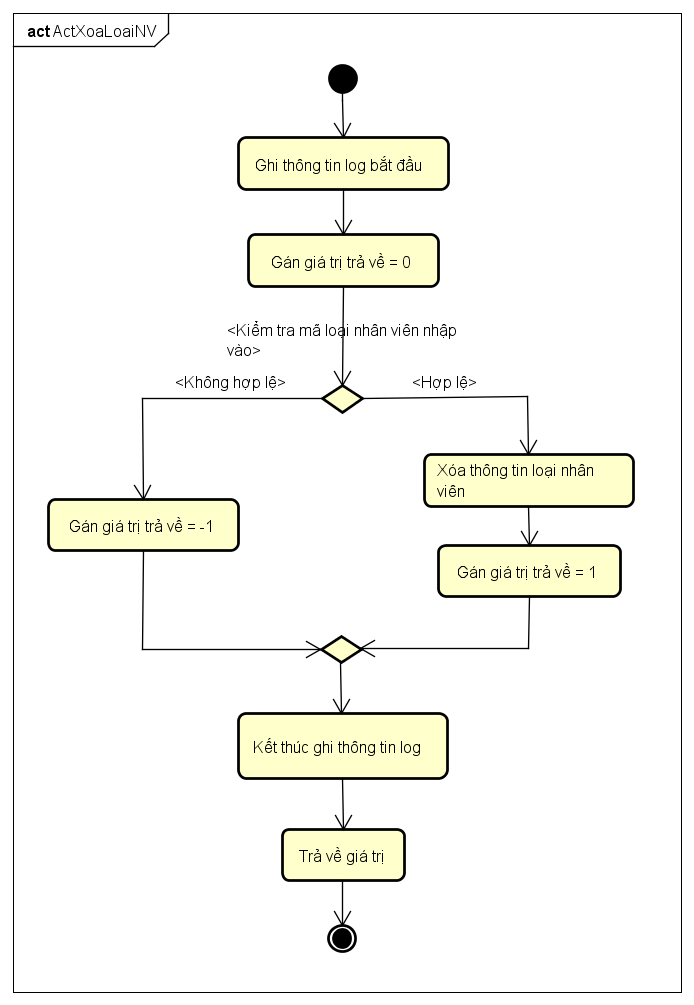 act ActXoaLoaiNV
Ghi thông tin log bắt đầu
Gán giá trị trả về = 0
<Kiểm tra mã loại nhân viên nhập
vào>
<Không hợp lệ>
<Hợp lệ>
Xóa thông tin loại nhân
viên
Gán giá trị trả về = -1
Gán giá trị trả về = 1
Kết thúc ghi thông tin log
Trả về giá trị